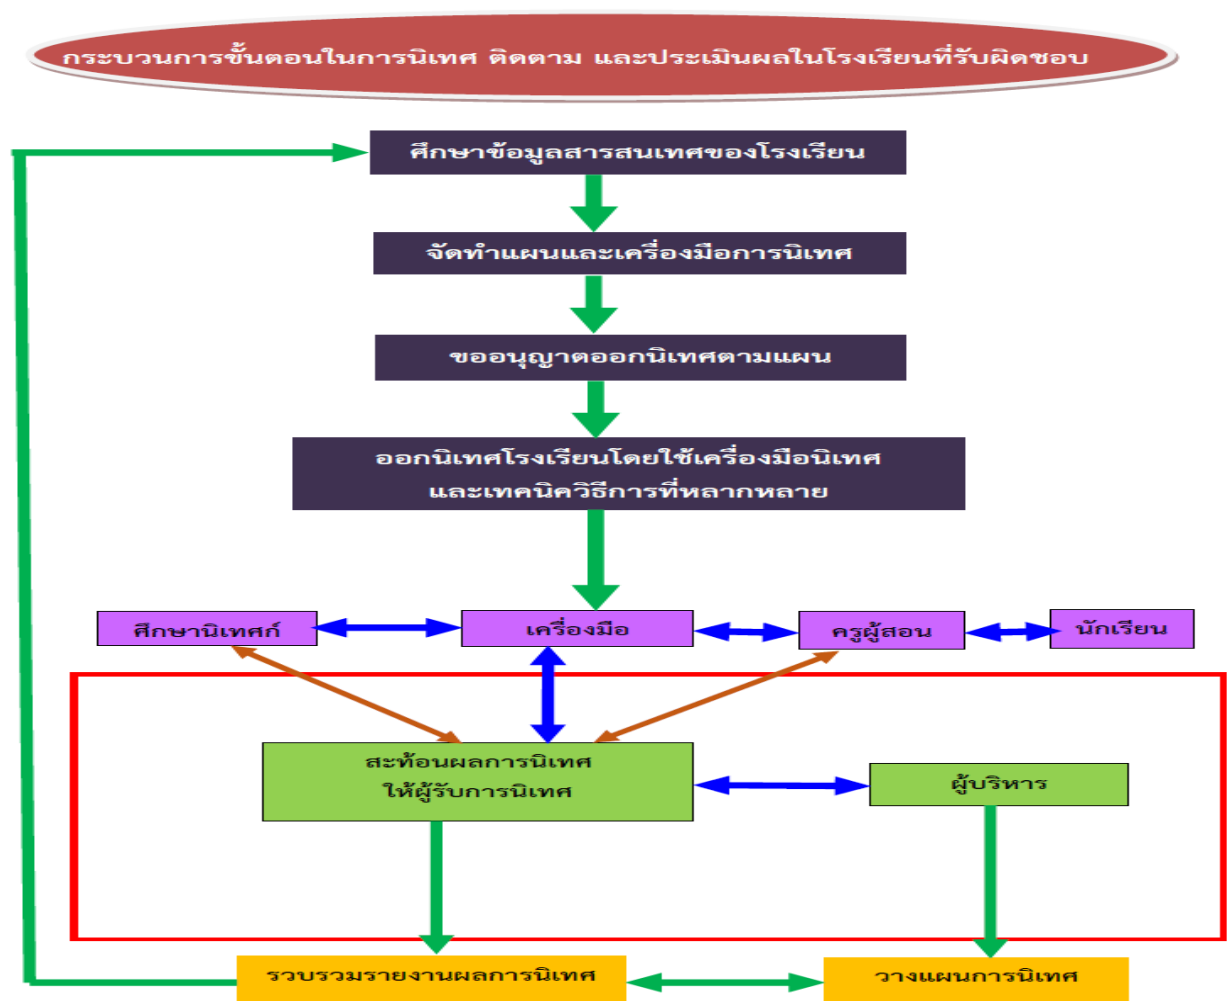 กระบวนการขั้นตอนในการนิเทศ ติดตาม และประเมินผลในโรงเรียนที่รับผิดชอบ
ศึกษาข้อมูลสารสนเทศของโรงเรียน
จัดทำแผนและเครื่องมือการนิเทศ
ขออนุญาตออกนิเทศตามแผน
ออกนิเทศโรงเรียนโดยใช้เครื่องมือนิเทศ
และเทคนิควิธีการที่หลากหลาย
ศึกษานิเทศก์
เครื่องมือ
ครูผู้สอน
นักเรียน
สะท้อนผลการนิเทศ
ให้ผู้รับการนิเทศ
ผู้บริหาร
รวบรวมรายงานผลการนิเทศ
วางแผนการนิเทศ